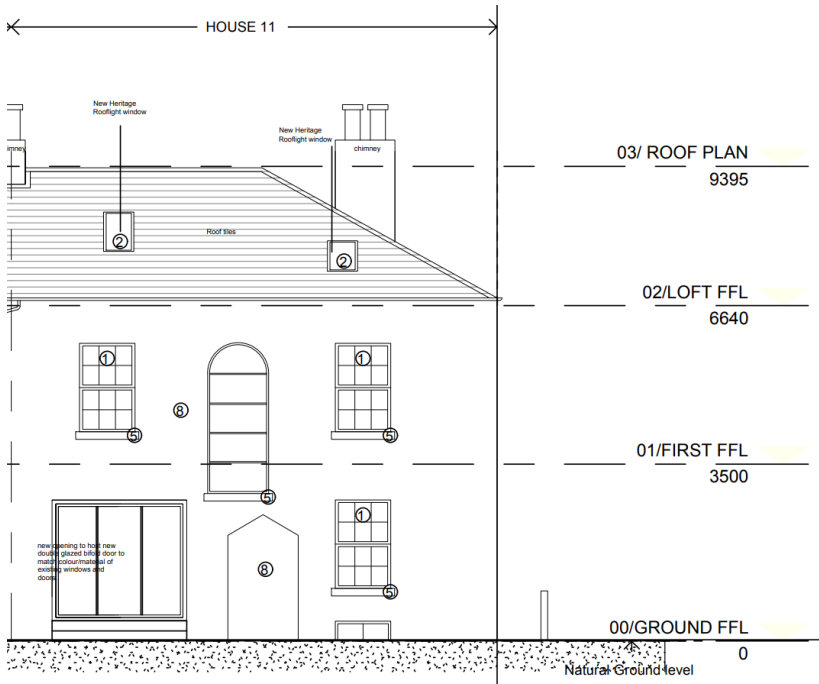 HOUSE 11
New Heritage
Rooflight window
New Heritage
Rooflight window
chimney
03/ ROOF PLAN
9395
2
Roof tiles
2
02/LOFT FFL
6640
1
1
8
5
5
01/FIRST FFL
3500
5
1
new opening to host new
double glazed bifold door to
match colour/material of
existing windows and
doors
8
5
00/GROUND FFL
0
Natural Ground level